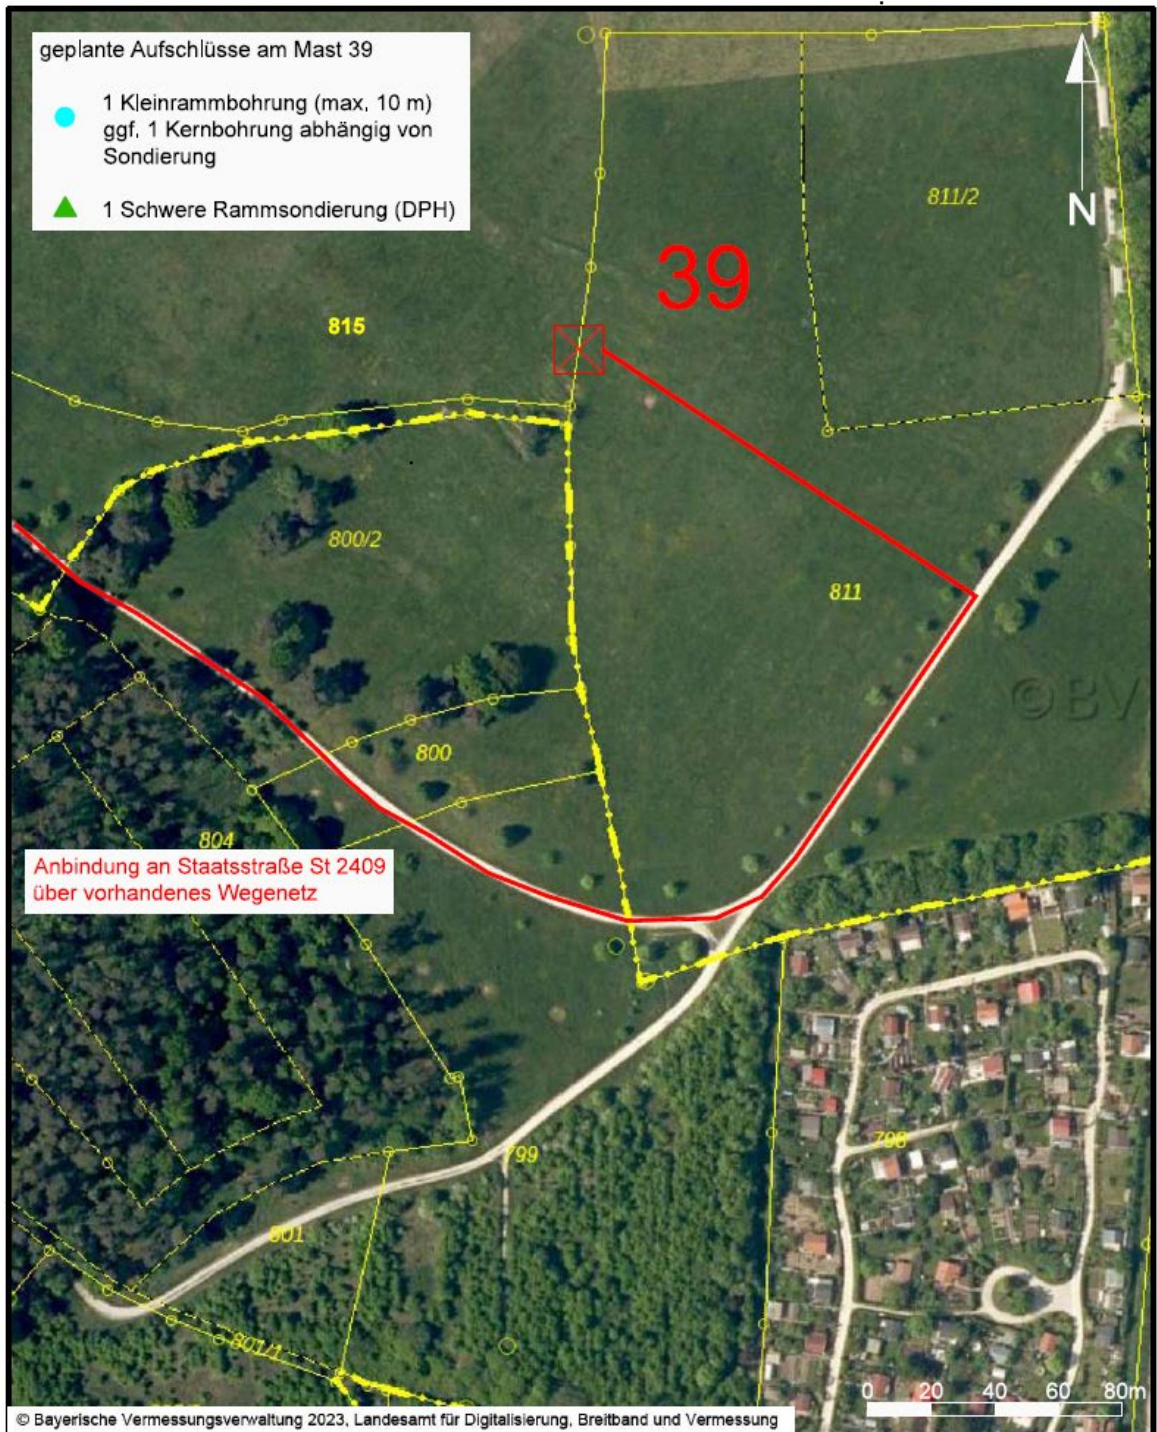 geplante Aufschlüsse am Mast 39
1 Kleinrammbohrung (max. 10 m)
ggf. 1 Kernbohrung abhängig von
Sondierung
1 Schwere Rammsondierung (DPH)
811/2
N
39
815
800/2
811
©BV
800
804
Anbindung an Staatsstraße St 2409
über vorhandenes Wegenetz
798
799
801
801/1
0 20 40 60 80m
© Bayerische Vermessungsverwaltung 2023, Landesamt für Digitalisierung, Breitband und Vermessung